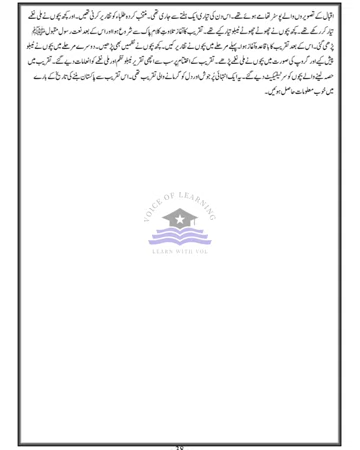 اقبال کے تصویروں والے پوسٹر تھامے ہوئے تھے۔ اس دن کی تیاری ایک ہفتے سے جاری تھی۔ منتخب کردہ طلباء کو تقاریر کرنی تھیں۔ اور کچھ بچوں نے ملی نغمے
تیار کر رکھے تھے۔ کچھ بچوں نے چھوٹے چھوٹے ٹیبلو تیار کیے تھے۔ تقریب کا آغاز تلاوت کلام پاک سے شروع ہوا اور اس کے بعد نعت رسول مقبول ﷺ
پڑھی گئی۔ اس کے بعد تقریب کا باقاعدہ آغاز ہوا۔ پہلے مرحلے میں بچوں نے تقاریر کیں۔ کچھ بچوں نے نظمیں بھی پڑھیں۔ دوسرے مرحلے میں بچوں نے ٹیبلو
پیش کیے اور گروپ کی صورت میں بچوں نے ملی نغمے پڑھے۔ تقریب کے اختتام پر سب سے اچھی تقریر ٹیبلو نظم اور ملی نغمے کو انعامات دیے گئے۔ تقریب میں
حصہ لینے والے بچوں کو سرٹیفیکیٹ دیے گئے۔ یہ ایک انتہائی پُر جوش اور دل کو گرمانے والی تقریب تھی۔ اس تقریب سے پاکستان بننے کی تاریخ کے بارے
میں خوب معلومات حاصل ہوئیں۔
VOICE OF LEARNING
LEARN WITH VOL